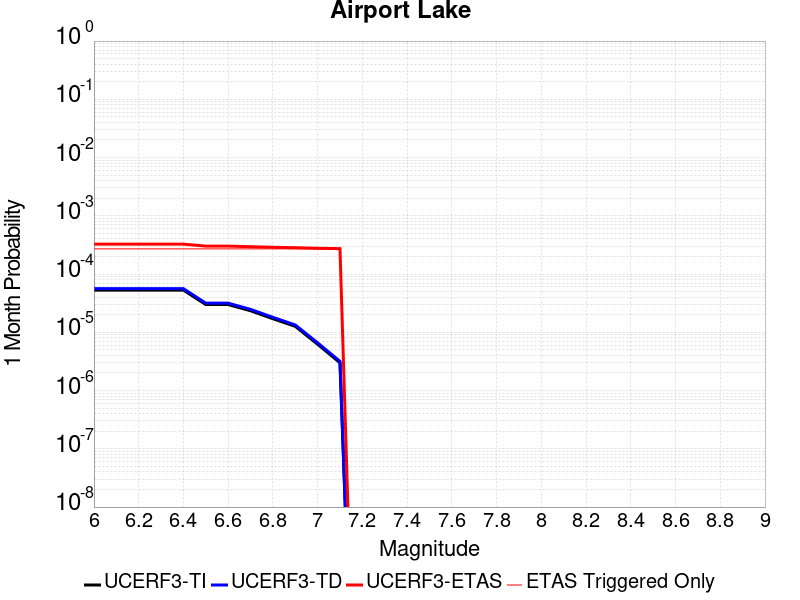 Airport Lake
10 0
10 -1
10 -2
10 -3
10 -4
10 -5
10 -6
10 -7
10 -8
1 Month Probability
6 6.2 6.4 6.6 6.8 7 7.2 7.4 7.6 7.8 8 8.2 8.4 8.6 8.8 9
Magnitude
UCERF3-TI UCERF3-TD UCERF3-ETAS ETAS Triggered Only